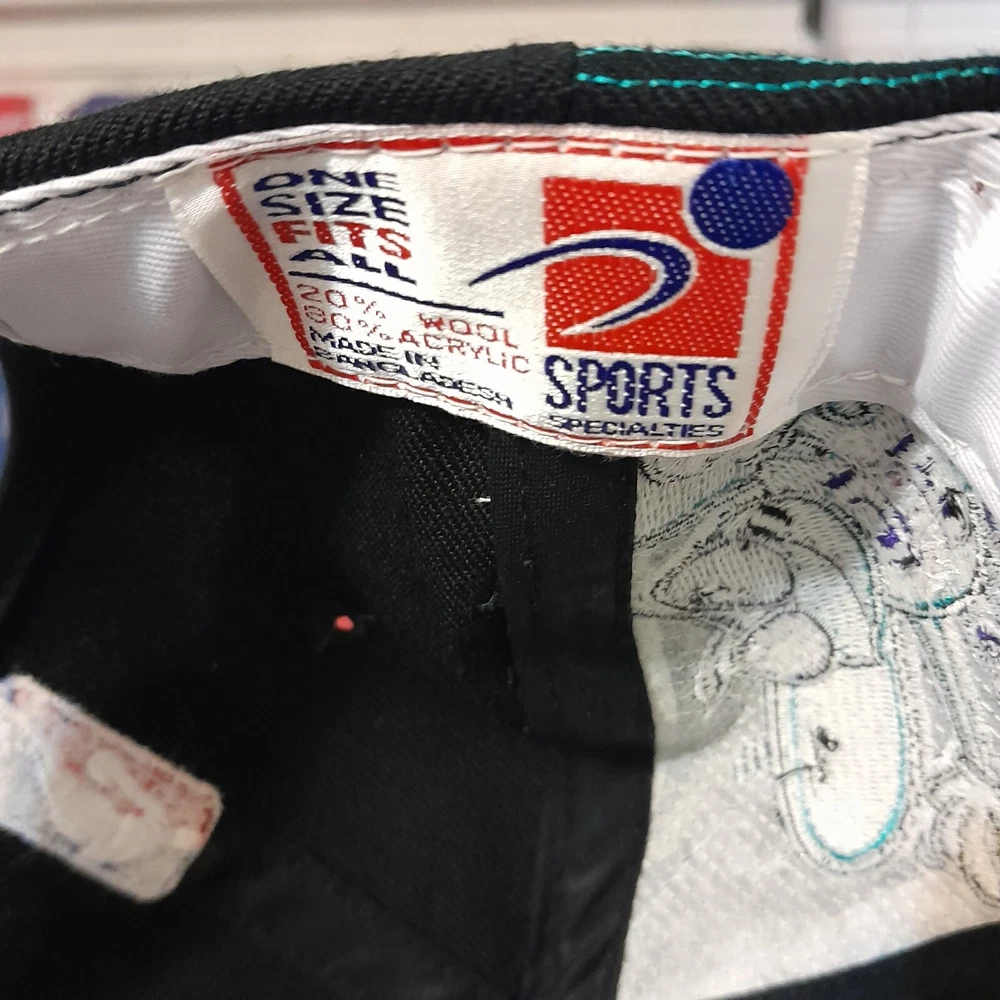 ONE
SIZE
FITS
ALL
20% WOOL
80% ACRYLIC
MADE IN
BANGLADESH
SPORTS
SPECIALTIES